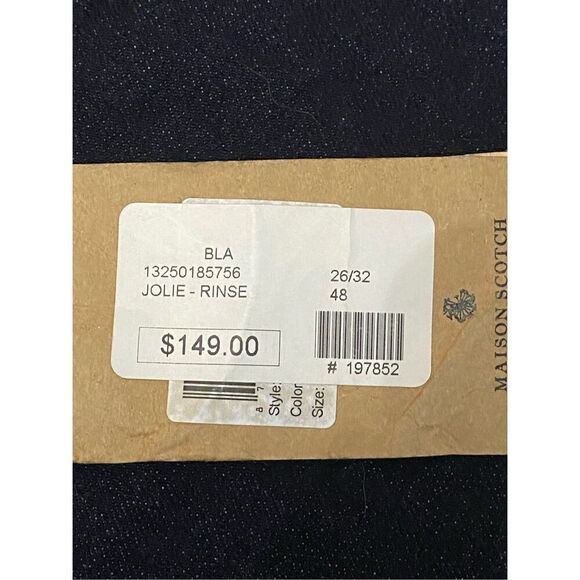 BLA
13250185756 26/32
JOLIE - RINSE 48
$149.00
# 197852
Style:
Color
Size:
MAISON SCOTCH